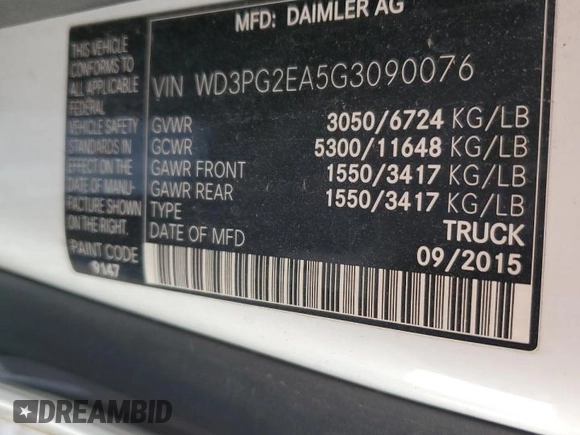 MFD: DAIMLER AG
THIS VEHICLE
CONFORMS TO
ALL APPLICABLE
FEDERAL
VEHICLE SAFETY
STANDARDS IN
EFFECT ON THE
DATE OF MANU-
FACTURE SHOWN
ON THE RIGHT.
PAINT CODE
9147
VIN WD3PG2EA5G3090076
GVWR 3050/6724 KG/LB
GCWR 5300/11648 KG/LB
GAWR FRONT 1550/3417 KG/LB
GAWR REAR 1550/3417 KG/LB
TYPE TRUCK
DATE OF MFD 09/2015
DREAMBID